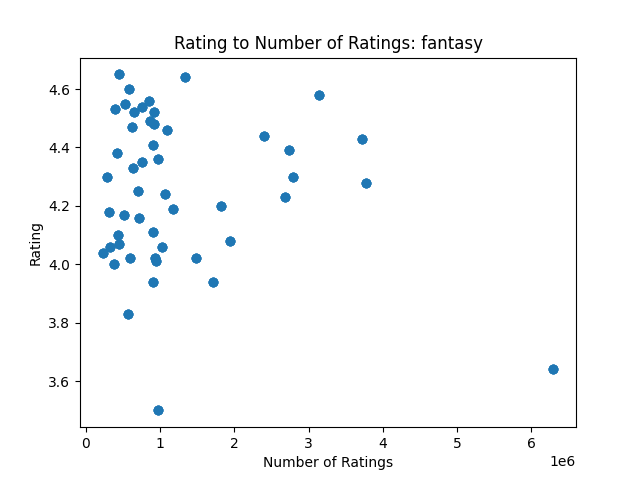 Rating to Number of Ratings: fantasy
4.6
4.4
4.2
4.0
3.8
3.6
Rating
0 1 2 3 4 5 6
1e6
Number of Ratings